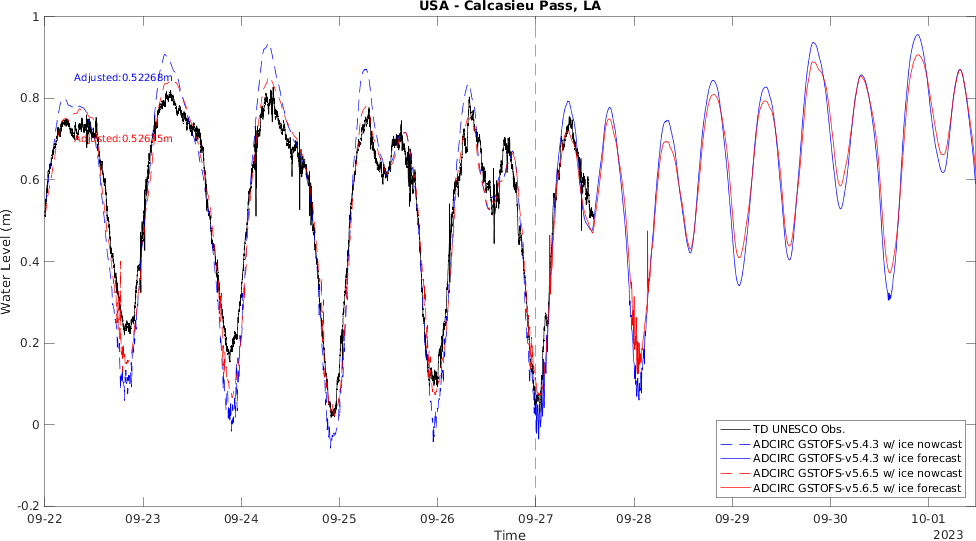 USA - Calcasieu Pass, LA
1
0.8
0.6
0.4
0.2
0
-0.2
Water Level (m)
Adjusted:0.52268m
TD UNESCO Obs.
ADCIRC GSTOFS-v5.4.3 w/ ice nowcast
ADCIRC GSTOFS-v5.4.3 w/ ice forecast
ADCIRC GSTOFS-v5.6.5 w/ ice nowcast
ADCIRC GSTOFS-v5.6.5 w/ ice forecast
09-22 09-23 09-24 09-25 09-26 09-27 09-28 09-29 09-30 10-01
Time
2023